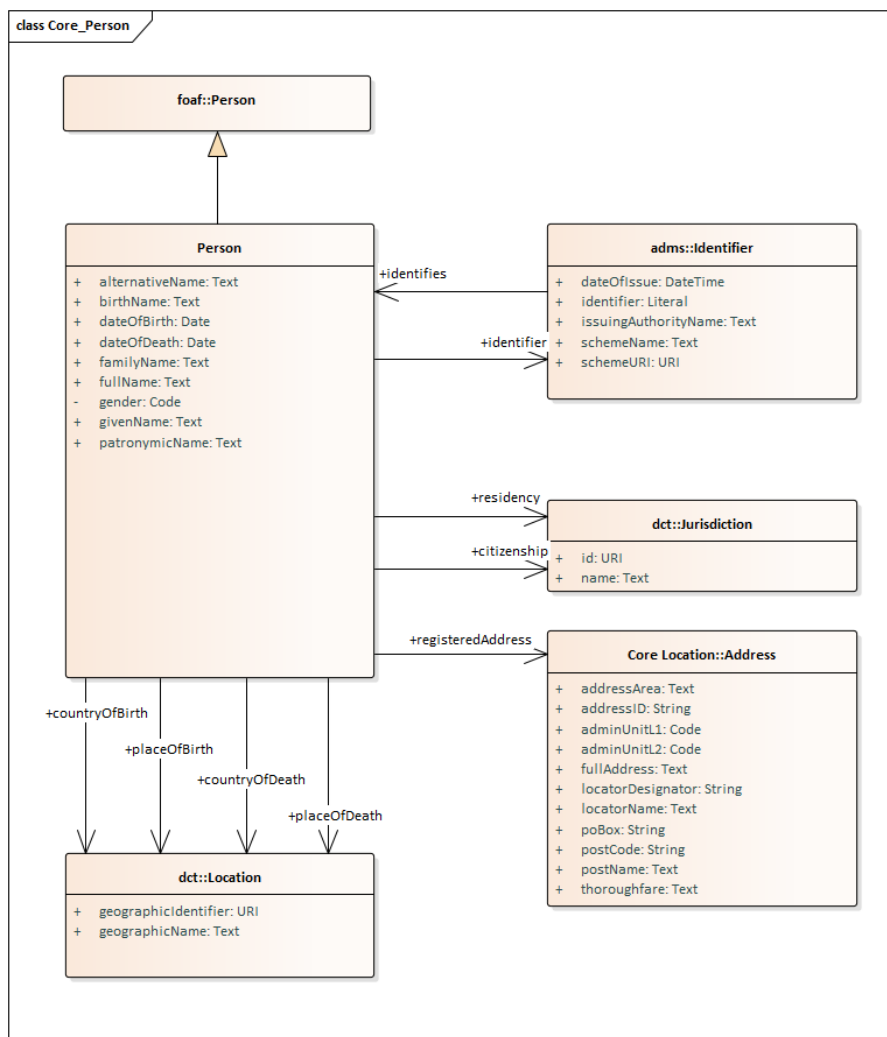 class Core_Person
foaf::Person
Person
+ alternativeName: Text
+ birthName: Text
+ dateOfBirth: Date
+ dateOfDeath: Date
+ familyName: Text
+ fullName: Text
- gender: Code
+ givenName: Text
+ patronymicName: Text
+identifies
+identifier
adms::Identifier
+ dateOfIssue: DateTime
+ identifier: Literal
+ issuingAuthorityName: Text
+ schemeName: Text
+ schemeURI: URI
+residency
+citizenship
dct::Jurisdiction
+ id: URI
+ name: Text
+registeredAddress
Core Location::Address
+ addressArea: Text
+ addressID: String
+ adminUnitL1: Code
+ adminUnitL2: Code
+ fullAddress: Text
+ locatorDesignator: String
+ locatorName: Text
+ poBox: String
+ postCode: String
+ postName: Text
+ thoroughfare: Text
+countryOfBirth
+placeOfBirth
+countryOfDeath
+placeOfDeath
dct::Location
+ geographicIdentifier: URI
+ geographicName: Text